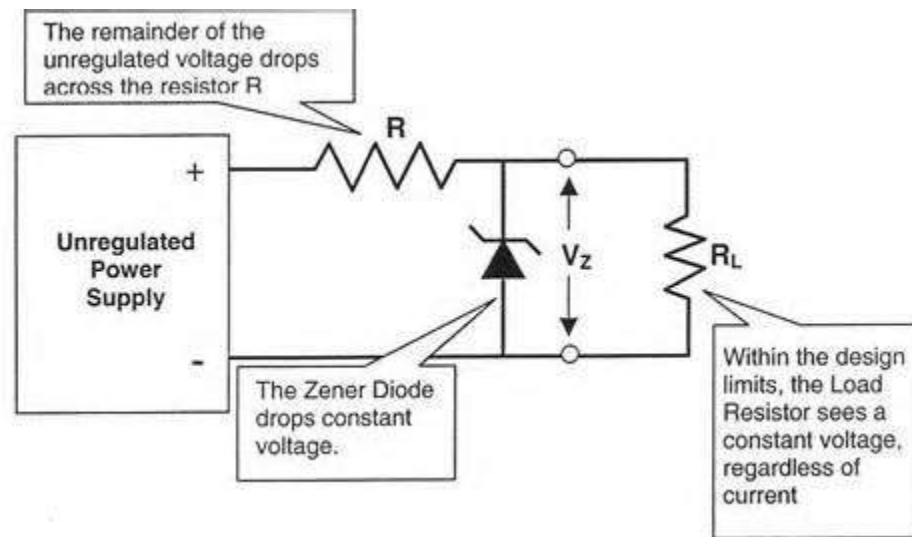 The remainder of the
unregulated voltage drops
across the resistor R
R
+
Unregulated
Power
Supply
-
VZ
RL
The Zener Diode
drops constant
voltage.
Within the design
limits, the Load
Resistor sees a
constant voltage,
regardless of
current